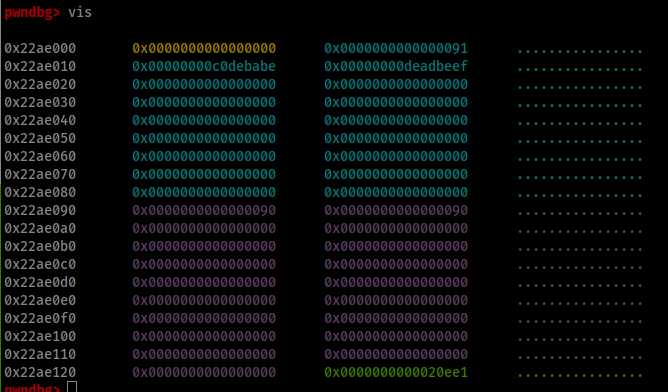 pwndbg> vis
0x22ae000 0x0000000000000000 0x0000000000000091 ................
0x22ae010 0x00000000c0debabe 0x00000000deadbeef ................
0x22ae020 0x0000000000000000 0x0000000000000000 ................
0x22ae030 0x0000000000000000 0x0000000000000000 ................
0x22ae040 0x0000000000000000 0x0000000000000000 ................
0x22ae050 0x0000000000000000 0x0000000000000000 ................
0x22ae060 0x0000000000000000 0x0000000000000000 ................
0x22ae070 0x0000000000000000 0x0000000000000000 ................
0x22ae080 0x0000000000000000 0x0000000000000000 ................
0x22ae090 0x0000000000000090 0x0000000000000090 ................
0x22ae0a0 0x0000000000000000 0x0000000000000000 ................
0x22ae0b0 0x0000000000000000 0x0000000000000000 ................
0x22ae0c0 0x0000000000000000 0x0000000000000000 ................
0x22ae0d0 0x0000000000000000 0x0000000000000000 ................
0x22ae0e0 0x0000000000000000 0x0000000000000000 ................
0x22ae0f0 0x0000000000000000 0x0000000000000000 ................
0x22ae100 0x0000000000000000 0x0000000000000000 ................
0x22ae110 0x0000000000000000 0x0000000000000000 ................
0x22ae120 0x0000000000000000 0x0000000000020ee1 ................
pwndbg>